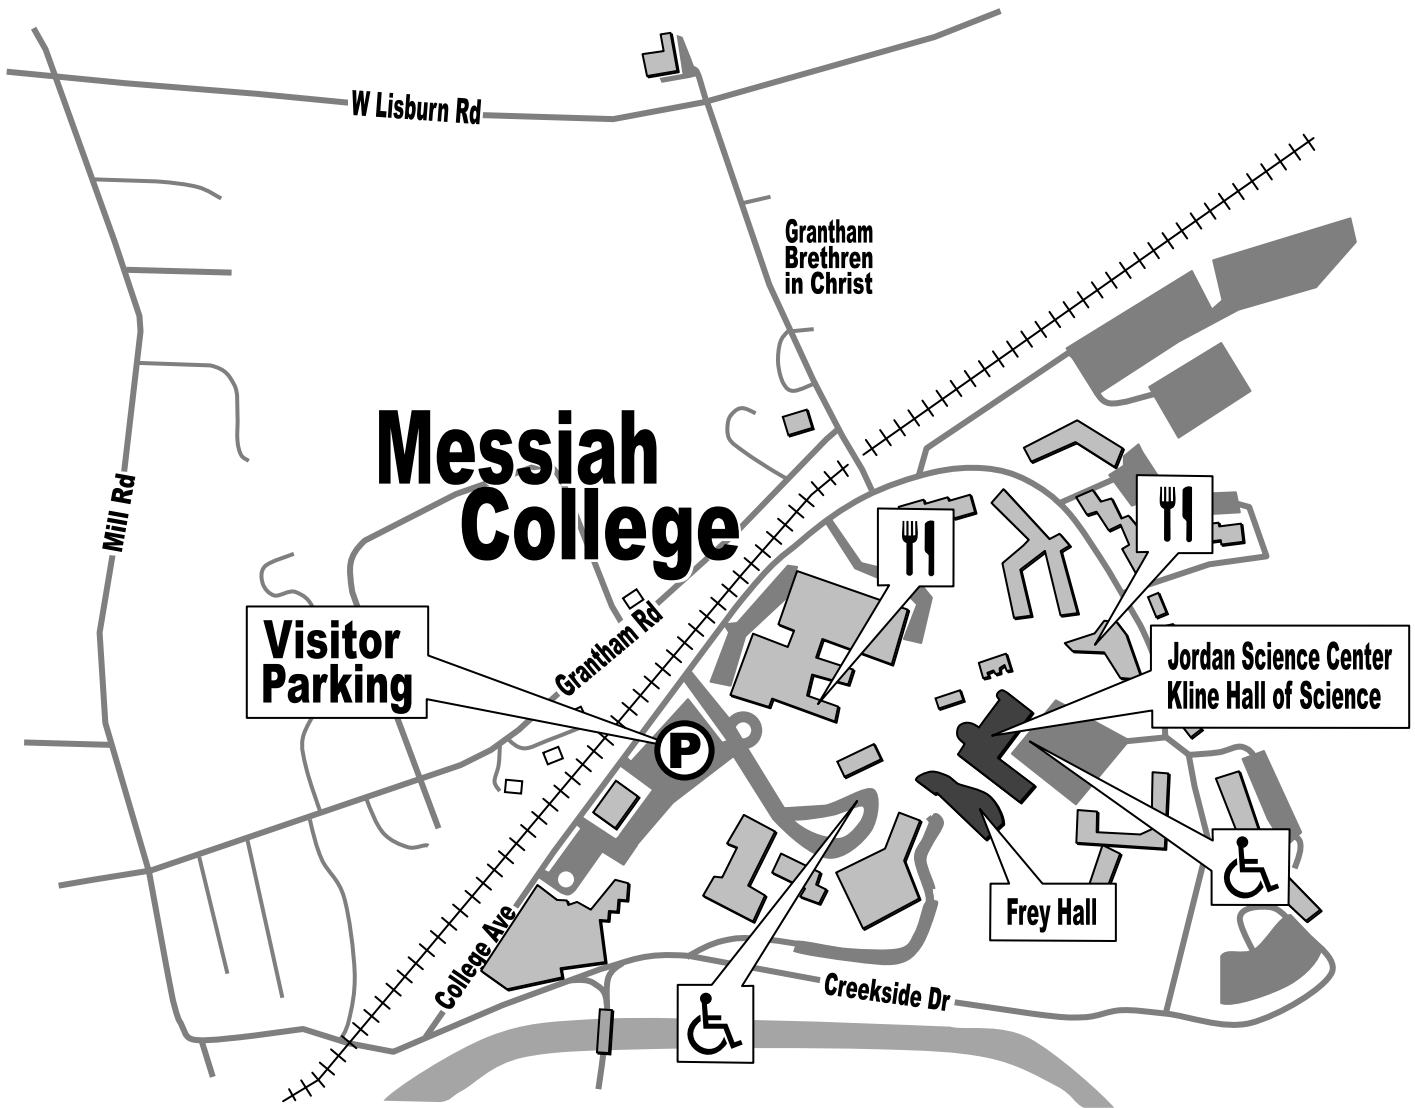 W Lisburn Rd
Grantham
Brethren
in Christ
Messiah
College
Mill Rd
Visitor
Parking
Grantham Rd
P
Jordan Science Center
Kline Hall of Science
Frey Hall
College Ave
Creekside Dr